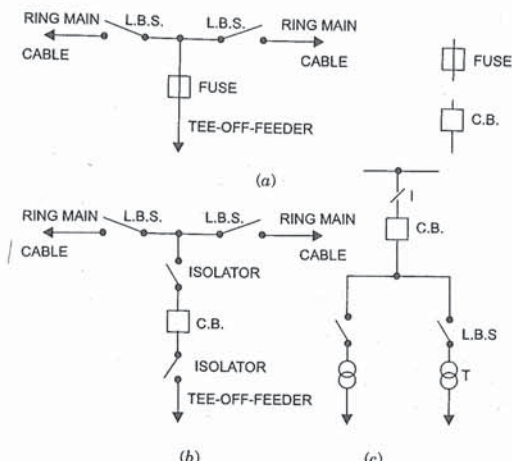 RING MAIN L.B.S. L.B.S. RING MAIN
CABLE CABLE
FUSE
TEE-OFF-FEEDER
(a)
FUSE
C.B.
RING MAIN L.B.S. L.B.S. RING MAIN
CABLE CABLE
ISOLATOR
C.B.
ISOLATOR
TEE-OFF-FEEDER
(b)
I
C.B.
L.B.S
T
(c)